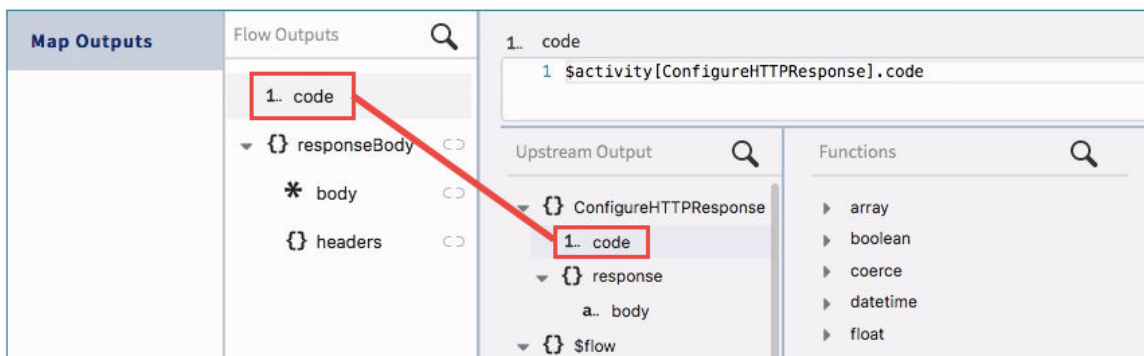 Map Outputs
Flow Outputs
1.. code
{} responseBody
* body
{} headers
1.. code
1 $activity[ConfigureHTTPResponse].code
Upstream Output
{} ConfigureHTTPResponse
1.. code
{} response
a.. body
{} $flow
Functions
array
boolean
coerce
datetime
float